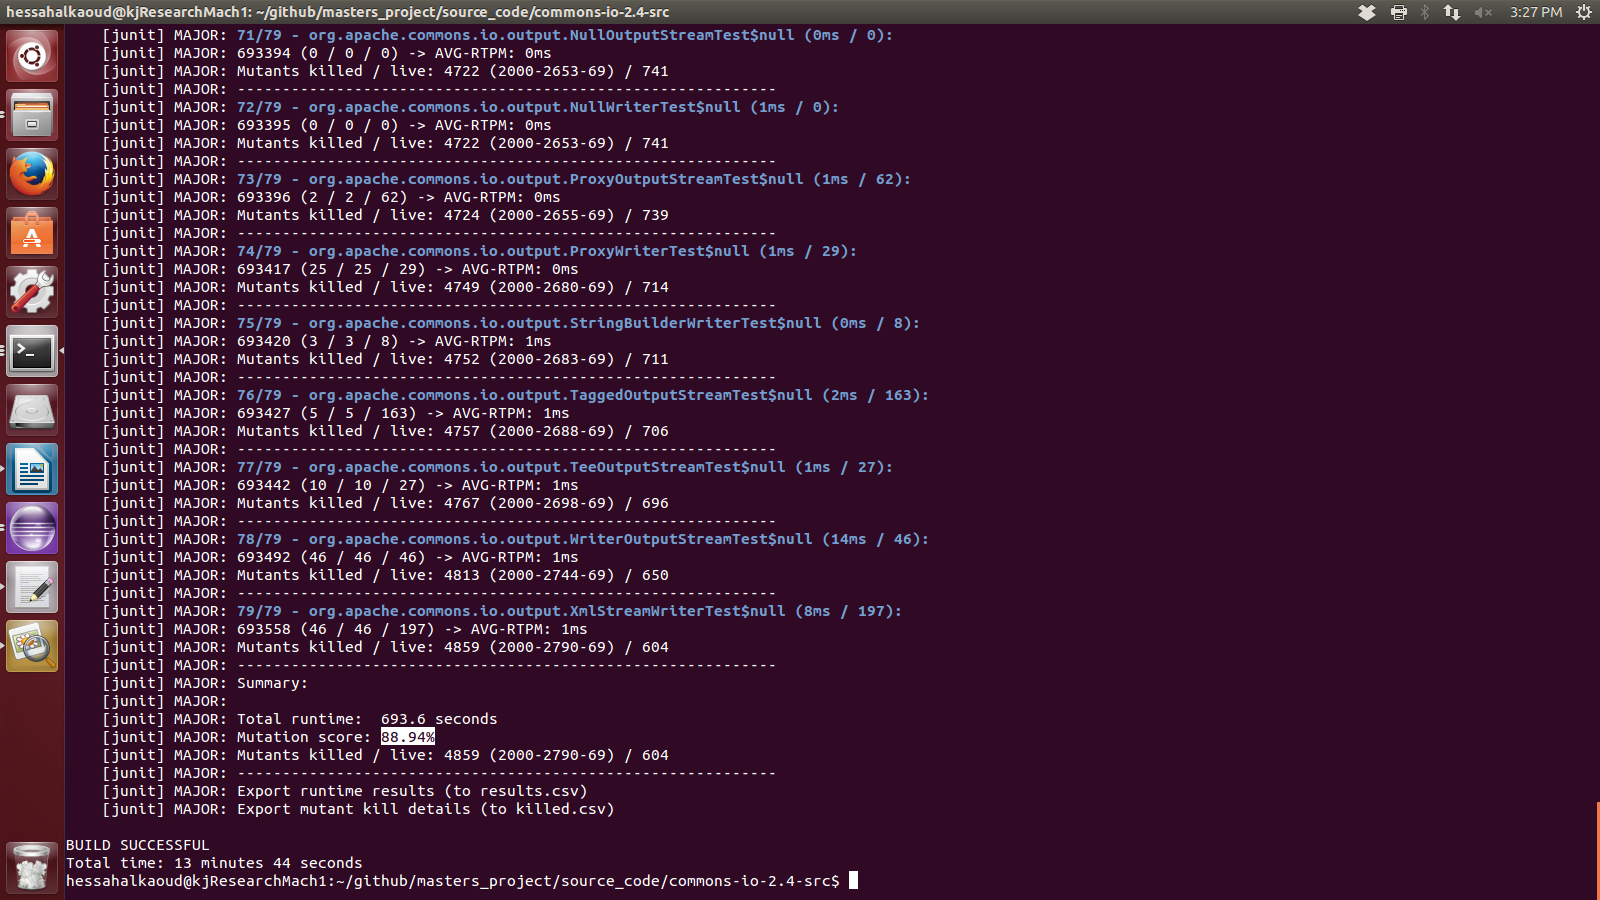 hessahalkaoud@kjResearchMach1: ~/github/masters_project/source_code/commons-io-2.4-src 3:27 PM
[junit] MAJOR: 71/79 - org.apache.commons.io.output.NullOutputStreamTest$null (0ms / 0):
[junit] MAJOR: 693394 (0 / 0 / 0) -> AVG-RTPM: 0ms
[junit] MAJOR: Mutants killed / live: 4722 (2000-2653-69) / 741
[junit] MAJOR: ------------------------------------------------------------
[junit] MAJOR: 72/79 - org.apache.commons.io.output.NullWriterTest$null (1ms / 0):
[junit] MAJOR: 693395 (0 / 0 / 0) -> AVG-RTPM: 0ms
[junit] MAJOR: Mutants killed / live: 4722 (2000-2653-69) / 741
[junit] MAJOR: ------------------------------------------------------------
[junit] MAJOR: 73/79 - org.apache.commons.io.output.ProxyOutputStreamTest$null (1ms / 62):
[junit] MAJOR: 693396 (2 / 2 / 62) -> AVG-RTPM: 0ms
[junit] MAJOR: Mutants killed / live: 4724 (2000-2655-69) / 739
[junit] MAJOR: ------------------------------------------------------------
[junit] MAJOR: 74/79 - org.apache.commons.io.output.ProxyWriterTest$null (1ms / 29):
[junit] MAJOR: 693417 (25 / 25 / 29) -> AVG-RTPM: 0ms
[junit] MAJOR: Mutants killed / live: 4749 (2000-2680-69) / 714
[junit] MAJOR: ------------------------------------------------------------
[junit] MAJOR: 75/79 - org.apache.commons.io.output.StringBuilderWriterTest$null (0ms / 8):
[junit] MAJOR: 693420 (3 / 3 / 8) -> AVG-RTPM: 1ms
[junit] MAJOR: Mutants killed / live: 4752 (2000-2683-69) / 711
[junit] MAJOR: ------------------------------------------------------------
[junit] MAJOR: 76/79 - org.apache.commons.io.output.TaggedOutputStreamTest$null (2ms / 163):
[junit] MAJOR: 693427 (5 / 5 / 163) -> AVG-RTPM: 1ms
[junit] MAJOR: Mutants killed / live: 4757 (2000-2688-69) / 706
[junit] MAJOR: ------------------------------------------------------------
[junit] MAJOR: 77/79 - org.apache.commons.io.output.TeeOutputStreamTest$null (1ms / 27):
[junit] MAJOR: 693442 (10 / 10 / 27) -> AVG-RTPM: 1ms
[junit] MAJOR: Mutants killed / live: 4767 (2000-2698-69) / 696
[junit] MAJOR: ------------------------------------------------------------
[junit] MAJOR: 78/79 - org.apache.commons.io.output.WriterOutputStreamTest$null (14ms / 46):
[junit] MAJOR: 693492 (46 / 46 / 46) -> AVG-RTPM: 1ms
[junit] MAJOR: Mutants killed / live: 4813 (2000-2744-69) / 650
[junit] MAJOR: ------------------------------------------------------------
[junit] MAJOR: 79/79 - org.apache.commons.io.output.XmlStreamWriterTest$null (8ms / 197):
[junit] MAJOR: 693558 (46 / 46 / 197) -> AVG-RTPM: 1ms
[junit] MAJOR: Mutants killed / live: 4859 (2000-2790-69) / 604
[junit] MAJOR: ------------------------------------------------------------
[junit] MAJOR: Summary:
[junit] MAJOR:
[junit] MAJOR: Total runtime:  693.6 seconds
[junit] MAJOR: Mutation score: 88.94%
[junit] MAJOR: Mutants killed / live: 4859 (2000-2790-69) / 604
[junit] MAJOR: ------------------------------------------------------------
[junit] MAJOR: Export runtime results (to results.csv)
[junit] MAJOR: Export mutant kill details (to killed.csv)
BUILD SUCCESSFUL
Total time: 13 minutes 44 seconds
hessahalkaoud@kjResearchMach1:~/github/masters_project/source_code/commons-io-2.4-src$